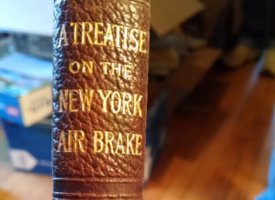 A TREATISE
ON THE
NEW YORK
AIR BRAKE